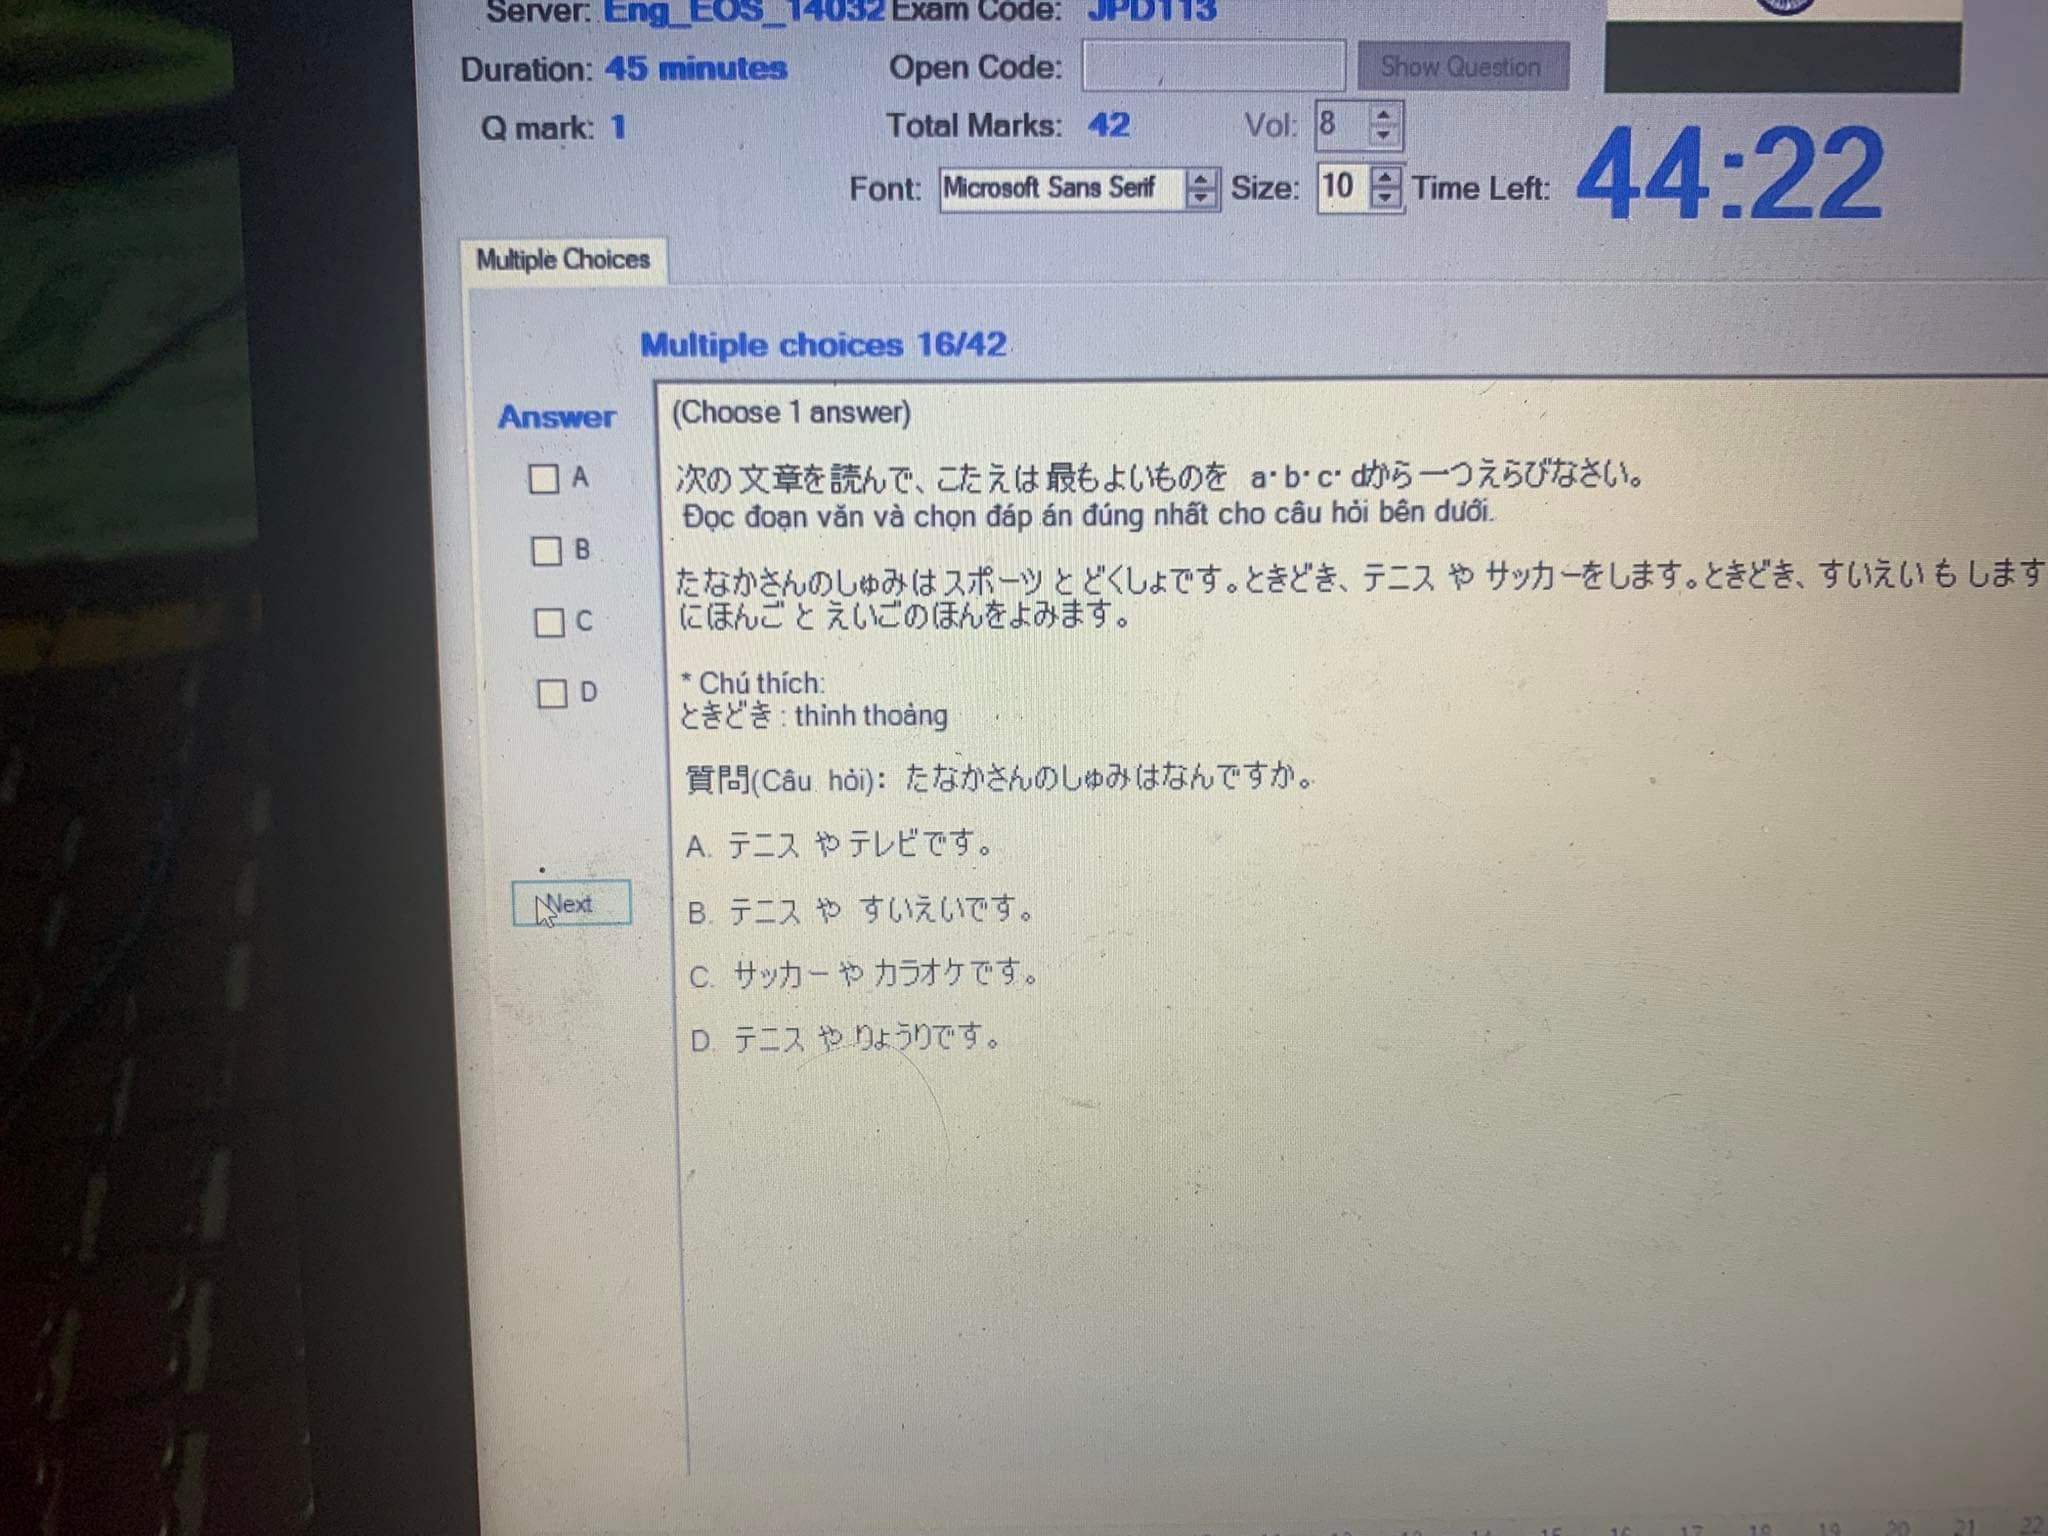 Server: Eng_EOS_14032 Exam Code: JPD113
Duration: 45 minutes Open Code: Show Question
Q mark: 1 Total Marks: 42 Vol: 8
Font: Microsoft Sans Serif Size: 10 Time Left: 44:22
Multiple Choices
Multiple choices 16/42
Answer
A
B
C
D
Next
(Choose 1 answer)
次の 文章を読んで、こたえは 最もよいものを a・b・c・dから 一つえらびなさい。
Đọc đoạn văn và chọn đáp án đúng nhất cho câu hỏi bên dưới.
たなかさんのしゅみは スポーツ と どくしょです。ときどき、テニス や サッカーをします。ときどき、すいえい も します
にほんご と えいごのほんをよみます。
* Chú thích:
ときどき : thỉnh thoảng
質問(Câu hỏi): たなかさんのしゅみはなんですか。
A. テニス や テレビです。
B. テニス や すいえいです。
C. サッカー や カラオケです。
D. テニス や りょうりです。
14 15 16 17 18 19 20 21 22